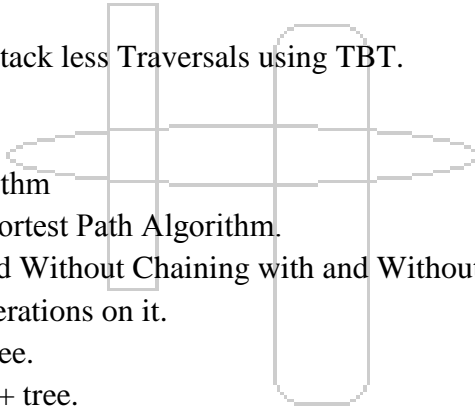 tack less Traversals using TBT.
thm
ortest Path Algorithm.
d Without Chaining with and Without
erations on it.
ee.
+ tree.